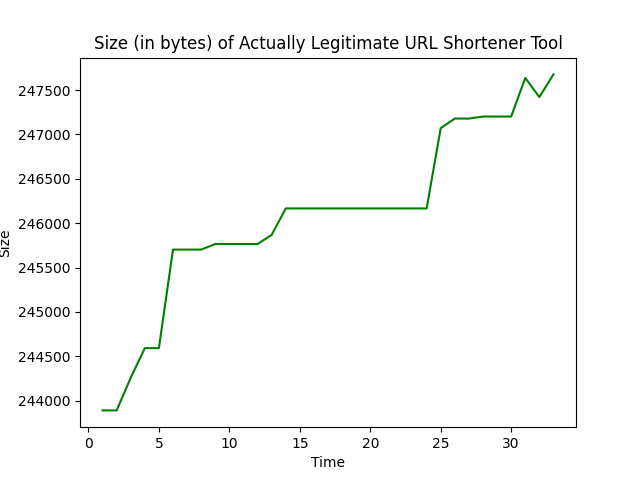 Size (in bytes) of Actually Legitimate URL Shortener Tool
247500
247000
246500
246000
245500
245000
244500
244000
Size
0 5 10 15 20 25 30
Time